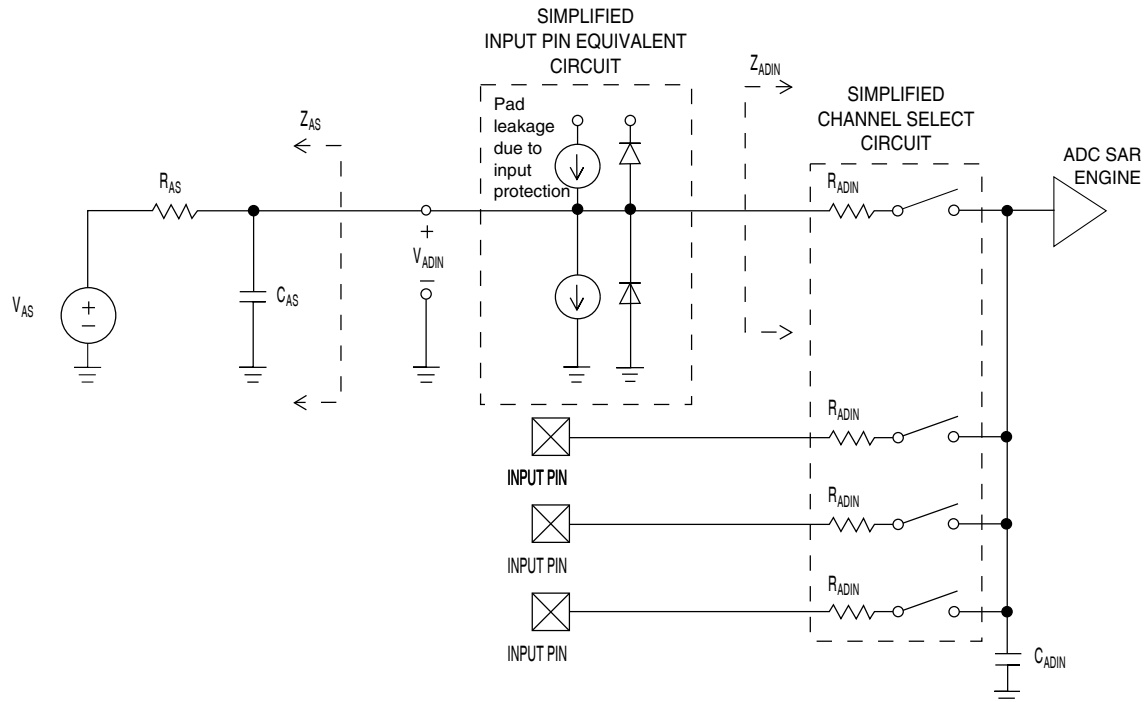 SIMPLIFIED
INPUT PIN EQUIVALENT
CIRCUIT
Pad
leakage
due to
input
protection
Z_ADIN
SIMPLIFIED
CHANNEL SELECT
CIRCUIT
ADC SAR
ENGINE
Z_AS
R_AS
R_ADIN
V_AS
+
–
C_AS
+
V_ADIN
–
R_ADIN
INPUT PIN
R_ADIN
INPUT PIN
R_ADIN
INPUT PIN
C_ADIN